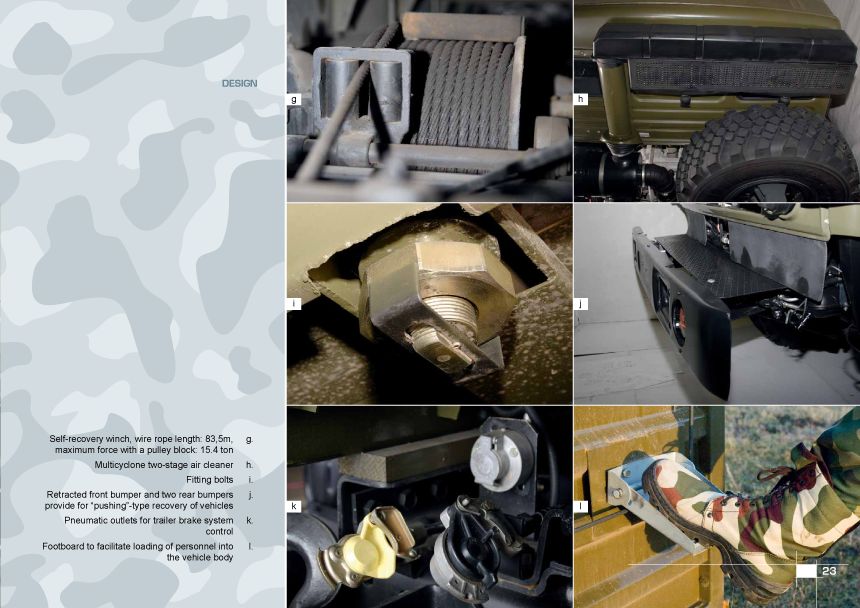 DESIGN
g
h
i
j
Self-recovery winch, wire rope length: 83,5m, g.
maximum force with a pulley block: 15.4 ton
Multicyclone two-stage air cleaner h.
Fitting bolts i.
Retracted front bumper and two rear bumpers j.
provide for "pushing"-type recovery of vehicles
Pneumatic outlets for trailer brake system k.
control
Footboard to facilitate loading of personnel into l.
the vehicle body
k
l
23